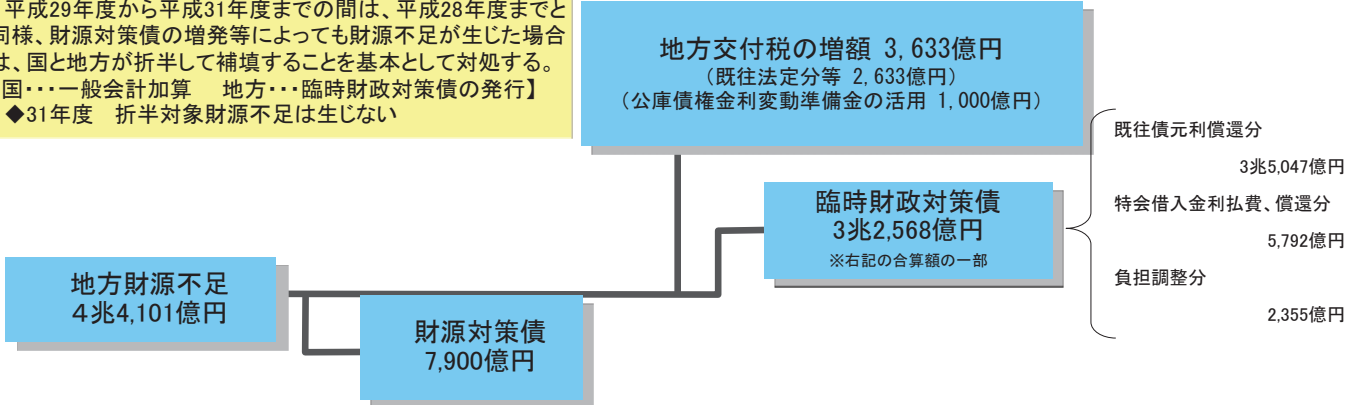 平成29年度から平成31年度までの間は、平成28年度までと
同様、財源対策債の増発等によっても財源不足が生じた場合
は、国と地方が折半して補填することを基本として対処する。
国・・・一般会計加算　地方・・・臨時財政対策債の発行】
◆31年度　折半対象財源不足は生じない
地方交付税の増額 3,633億円
（既往法定分等 2,633億円）
（公庫債権金利変動準備金の活用 1,000億円）
臨時財政対策債
3兆2,568億円
※右記の合算額の一部
既往債元利償還分
3兆5,047億円
特会借入金利払費、償還分
5,792億円
負担調整分
2,355億円
地方財源不足
4兆4,101億円
財源対策債
7,900億円